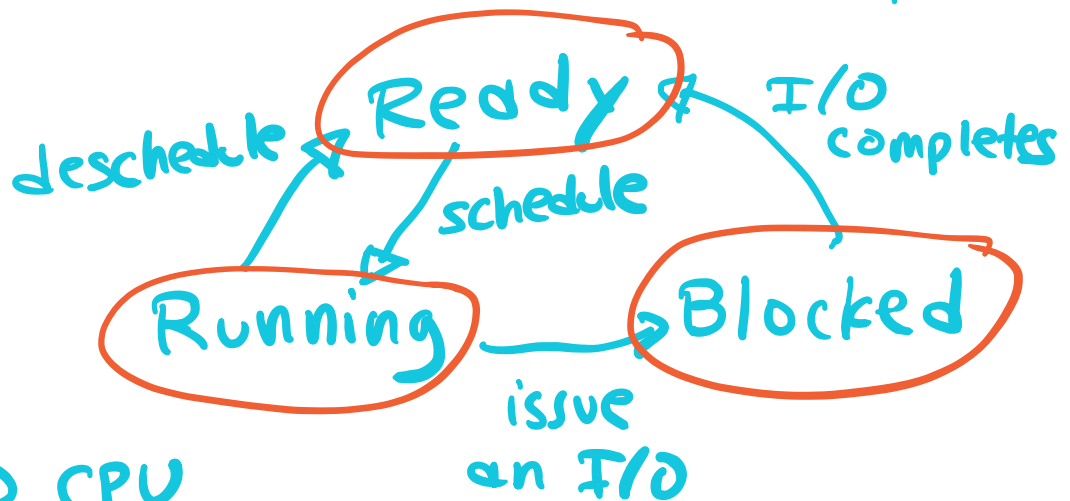 Ready
I/O
completes
deschedule
schedule
Running
Blocked
issue
an I/O
CPU